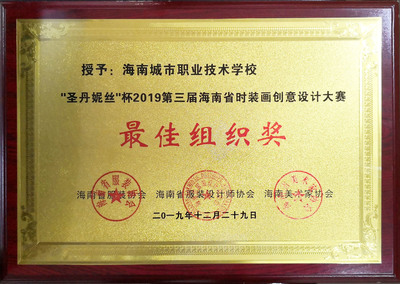 授予：海南城市职业技术学校
"圣丹妮丝"杯2019第三届海南省时装画创意设计大赛
最佳组织奖
海南省服装协会 海南省服装设计师协会 海南美术家协会
二〇一九年十二月二十九日